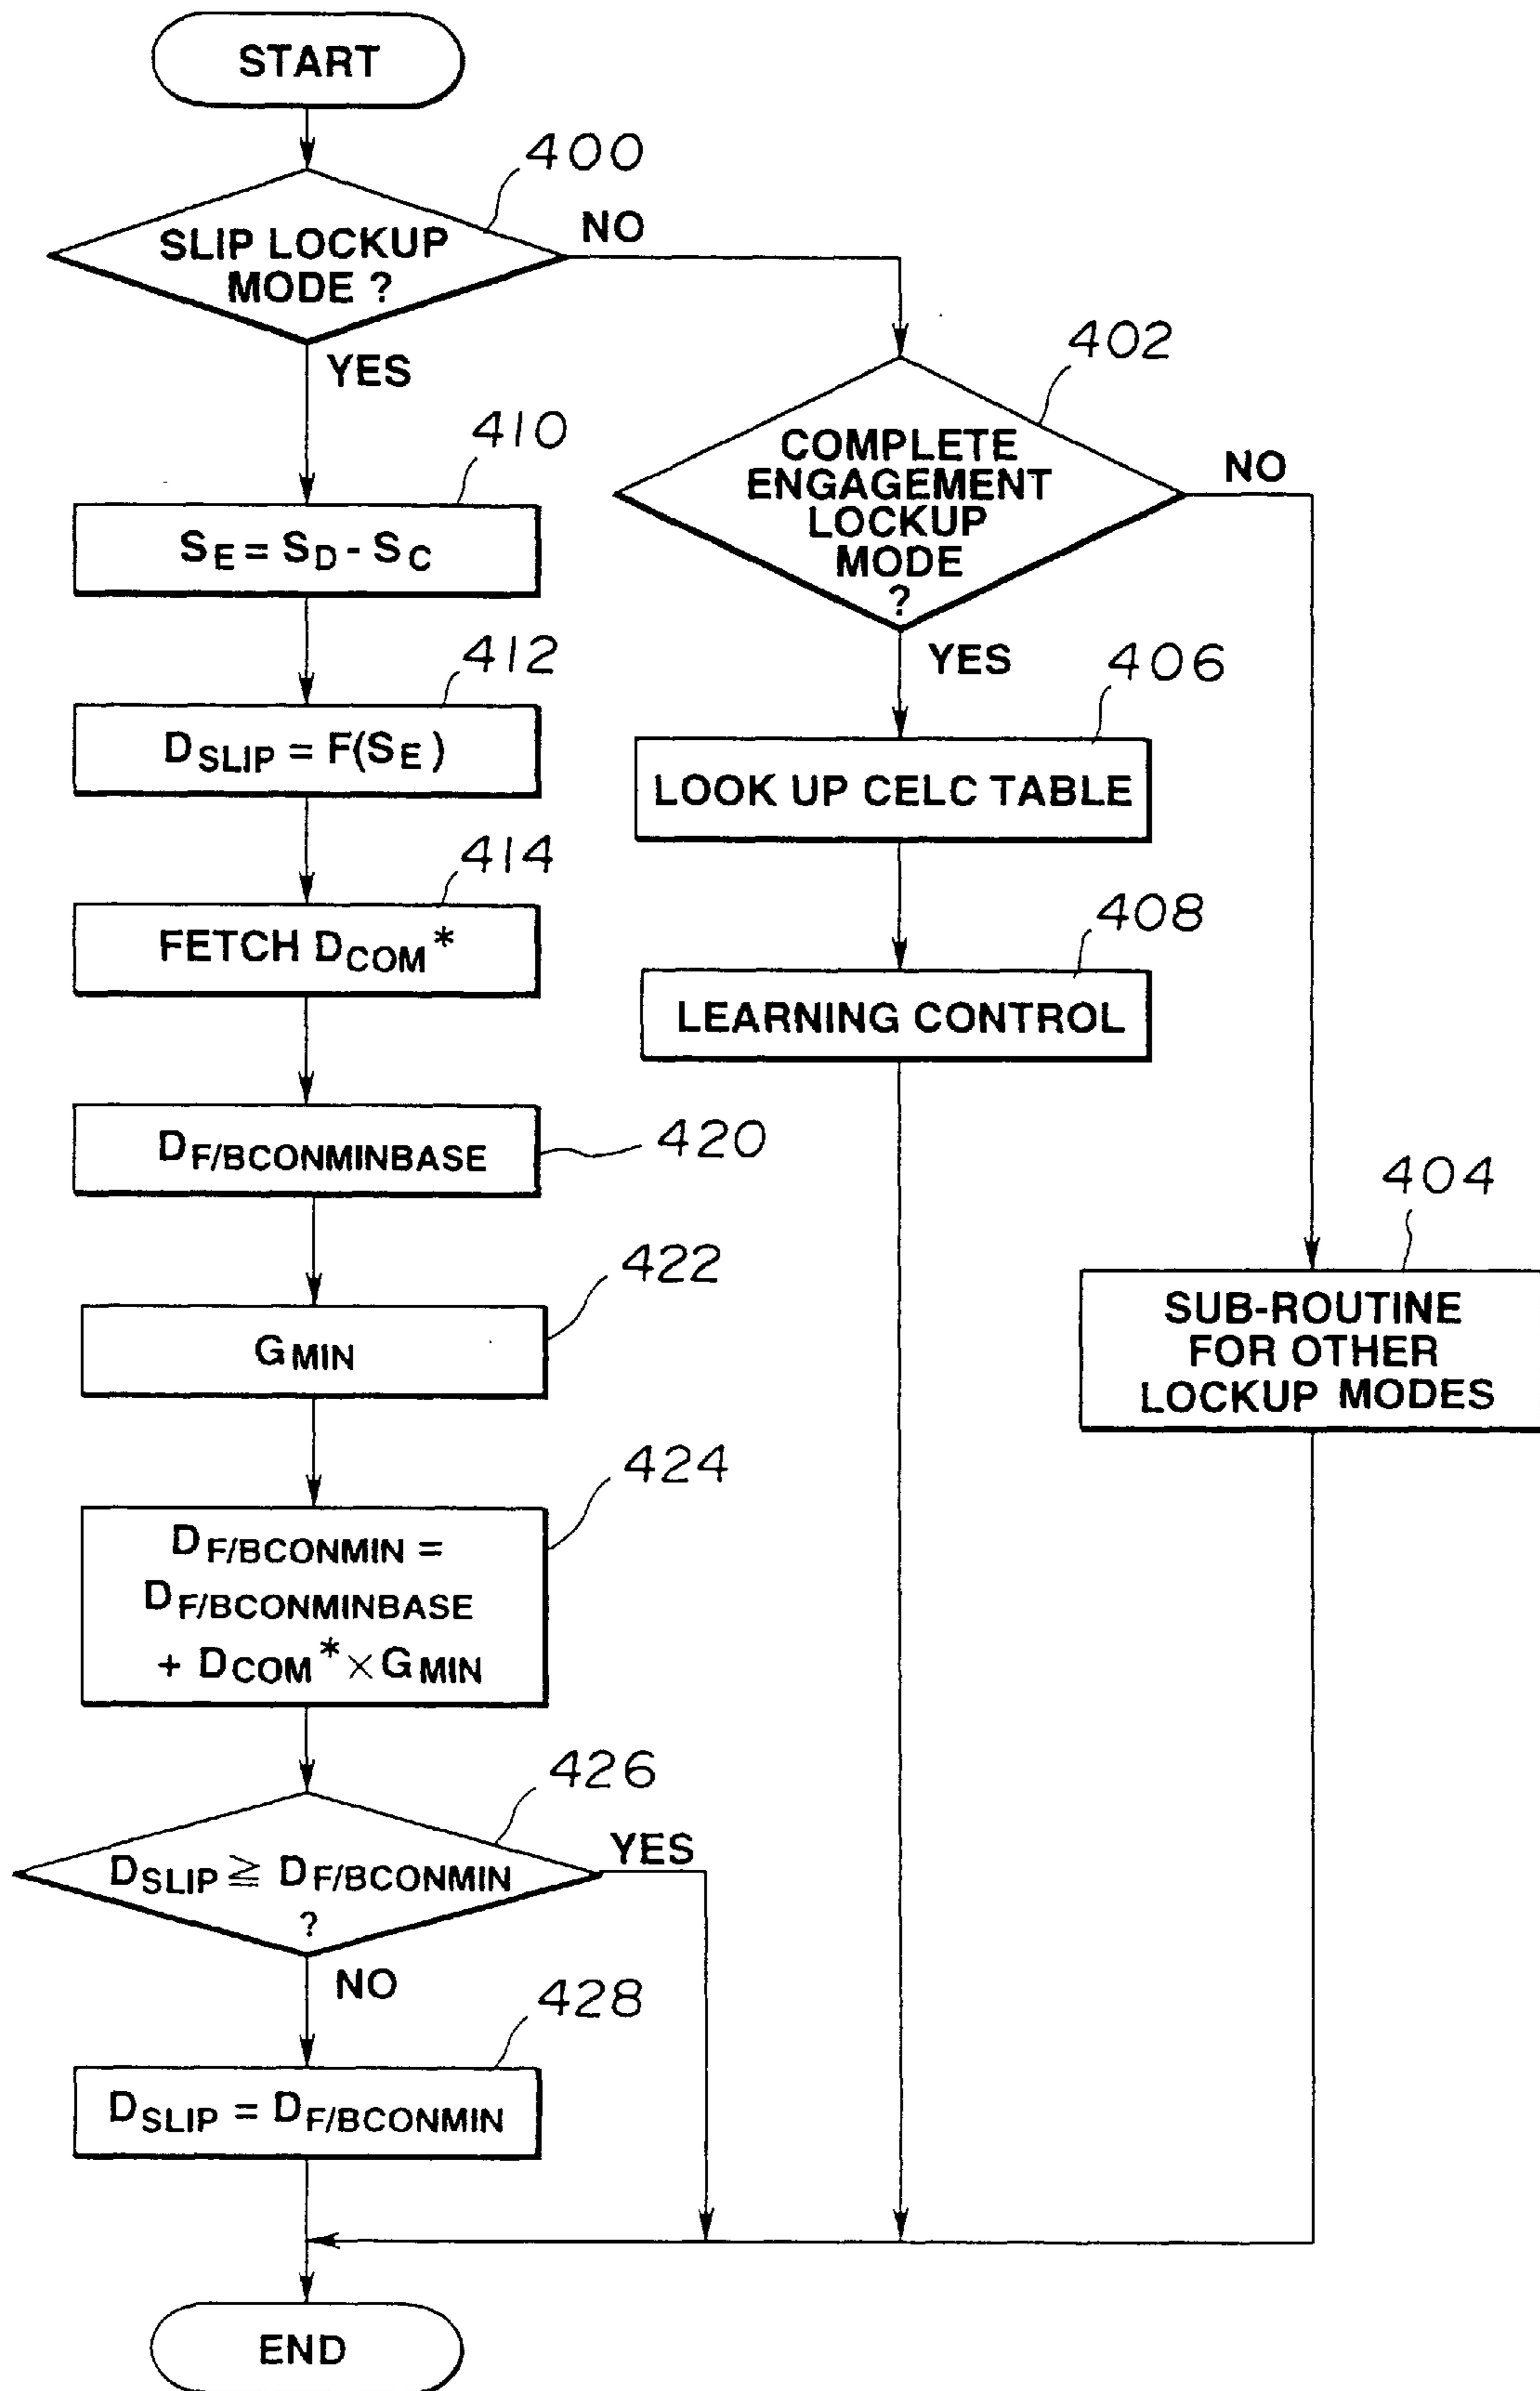 START
400
SLIP LOCKUP
MODE ?
NO
YES
402
COMPLETE
ENGAGEMENT
LOCKUP
MODE
?
NO
YES
410
SE = SD - SC
412
DSLIP = F(SE)
406
LOOK UP CELC TABLE
414
FETCH DCOM*
408
LEARNING CONTROL
DF/BCONMINBASE
420
404
SUB-ROUTINE
FOR OTHER
LOCKUP MODES
422
GMIN
424
DF/BCONMIN =
DF/BCONMINBASE
+ DCOM* × GMIN
426
DSLIP ≧ DF/BCONMIN
?
YES
NO
428
DSLIP = DF/BCONMIN
END